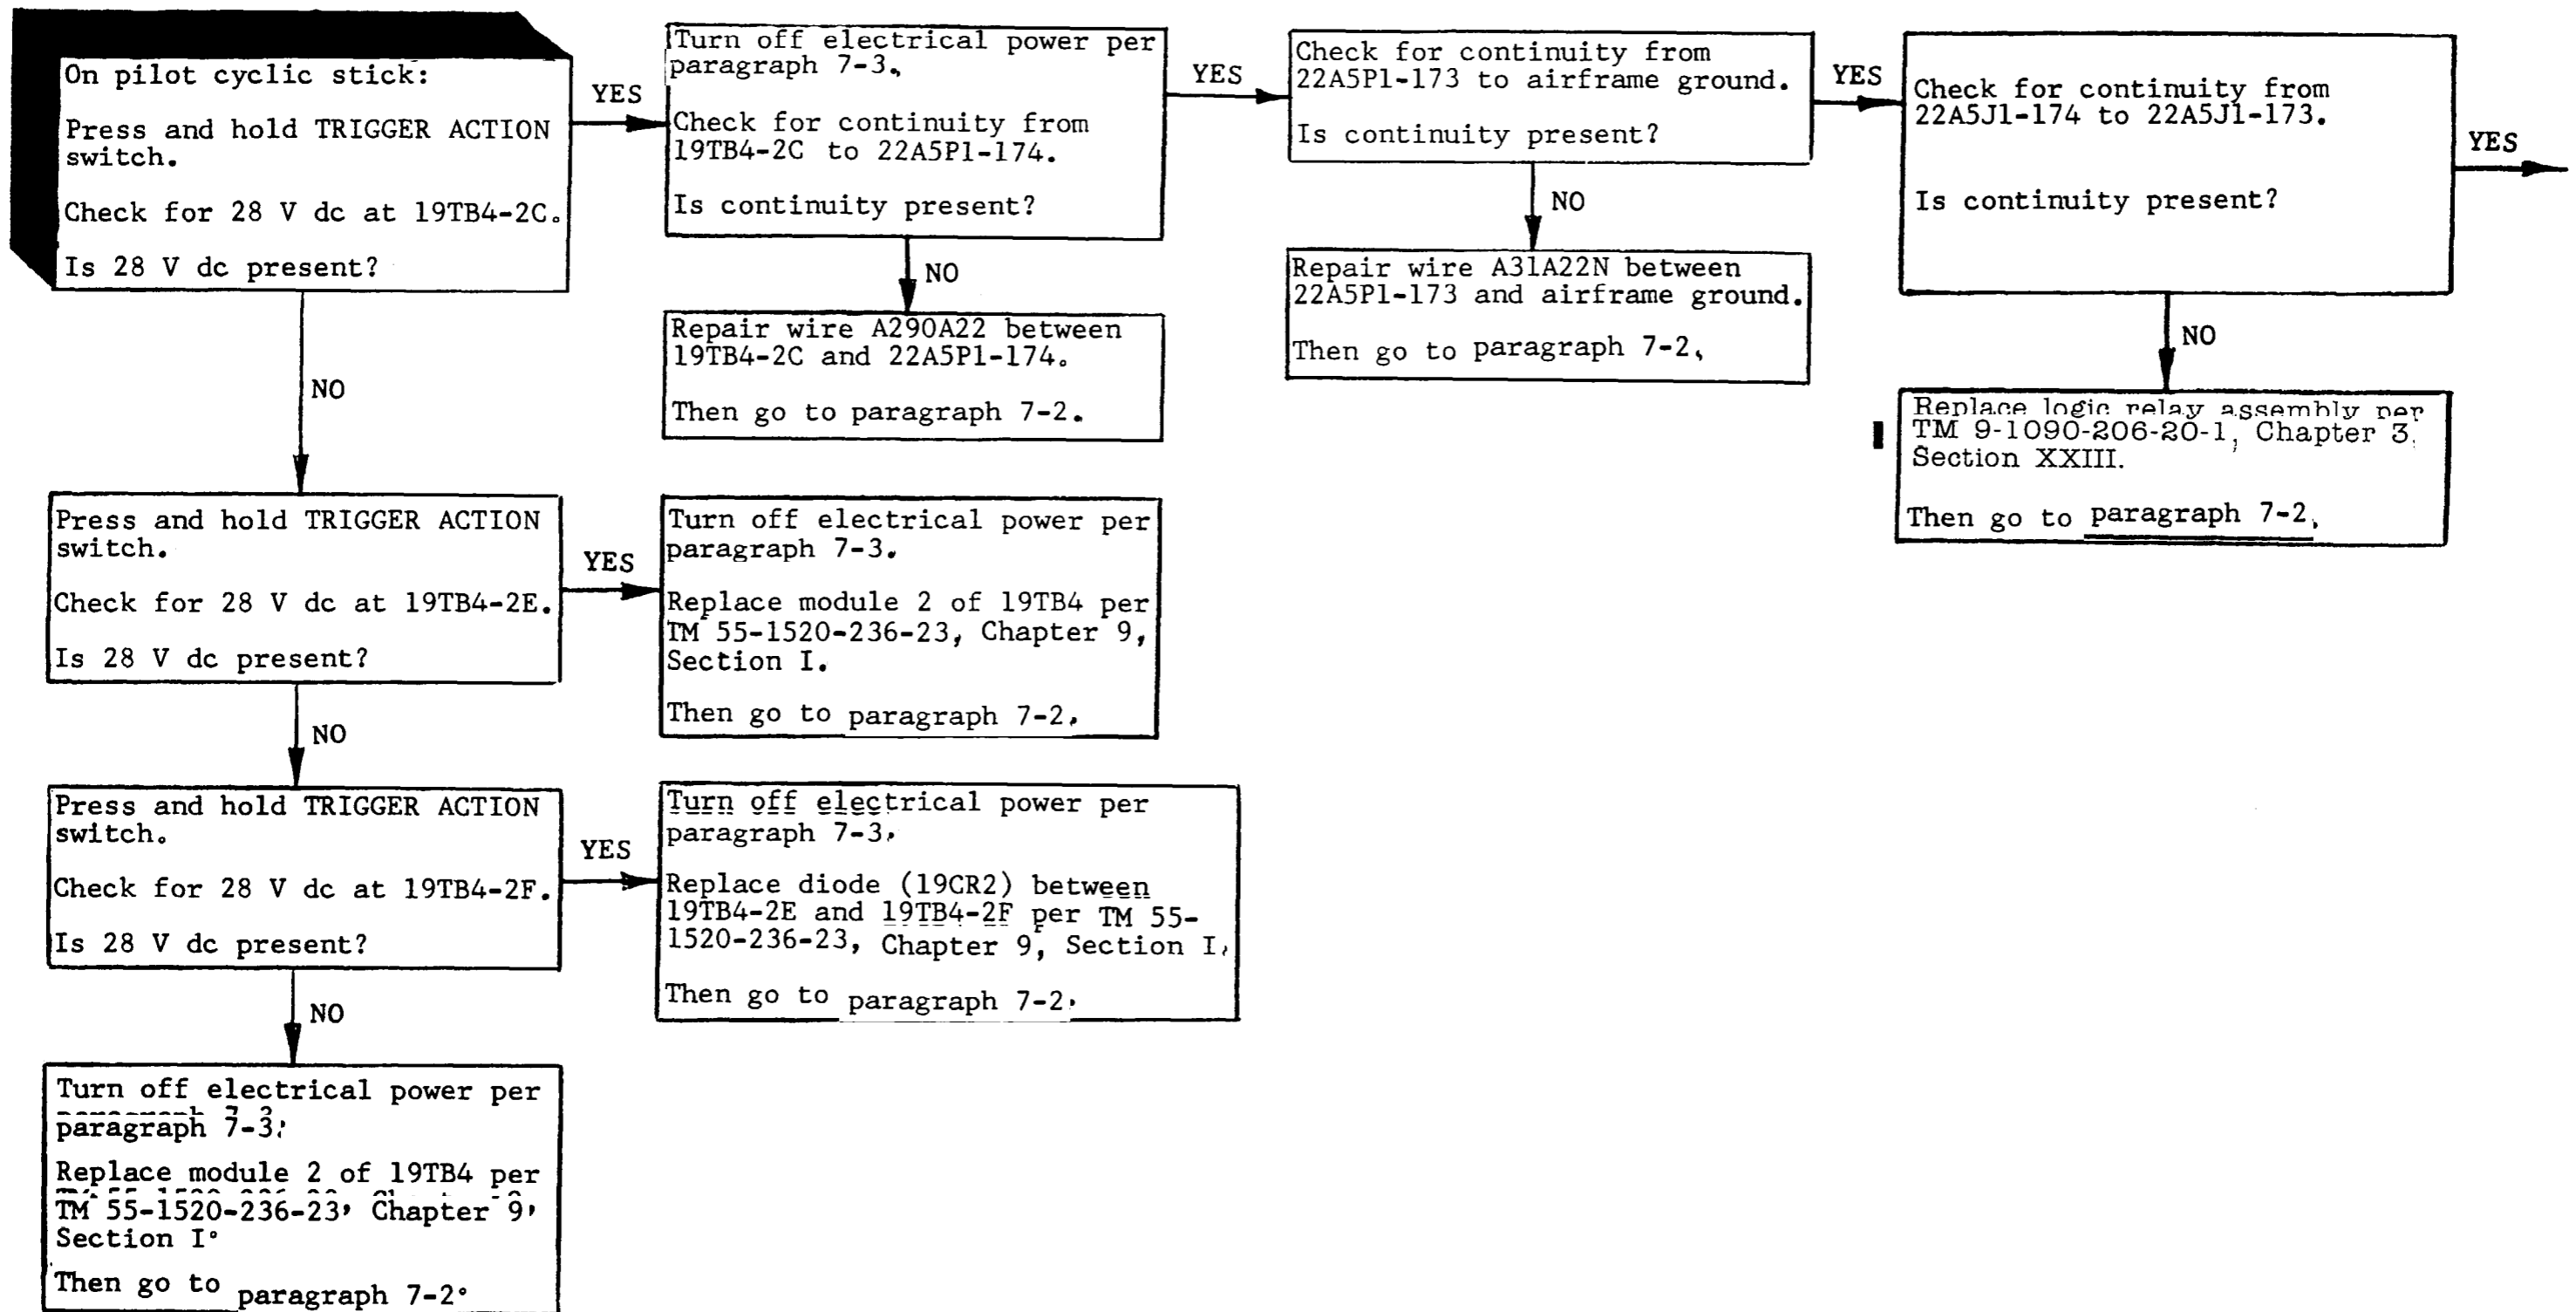 On pilot cyclic stick:
Press and hold TRIGGER ACTION
switch.
Check for 28 V dc at 19TB4-2C.
Is 28 V dc present?
YES
Turn off electrical power per
paragraph 7-3.
Check for continuity from
19TB4-2C to 22A5P1-174.
Is continuity present?
YES
Check for continuity from
22A5P1-173 to airframe ground.
Is continuity present?
YES
Check for continuity from
22A5J1-174 to 22A5J1-173.
Is continuity present?
YES
NO
Repair wire A290A22 between
19TB4-2C and 22A5P1-174.
Then go to paragraph 7-2.
NO
Repair wire A31A22N between
22A5P1-173 and airframe ground.
Then go to paragraph 7-2.
NO
Replace logic relay assembly per
TM 9-1090-206-20-1, Chapter 3,
Section XXIII.
Then go to paragraph 7-2.
NO
Press and hold TRIGGER ACTION
switch.
Check for 28 V dc at 19TB4-2E.
Is 28 V dc present?
YES
Turn off electrical power per
paragraph 7-3.
Replace module 2 of 19TB4 per
TM 55-1520-236-23, Chapter 9,
Section I.
Then go to paragraph 7-2.
NO
Press and hold TRIGGER ACTION
switch.
Check for 28 V dc at 19TB4-2F.
Is 28 V dc present?
YES
Turn off electrical power per
paragraph 7-3.
Replace diode (19CR2) between
19TB4-2E and 19TB4-2F per TM 55-
1520-236-23, Chapter 9, Section I.
Then go to paragraph 7-2.
NO
Turn off electrical power per
paragraph 7-3.
Replace module 2 of 19TB4 per
TM 55-1520-236-23, Chapter 9,
Section I.
Then go to paragraph 7-2.